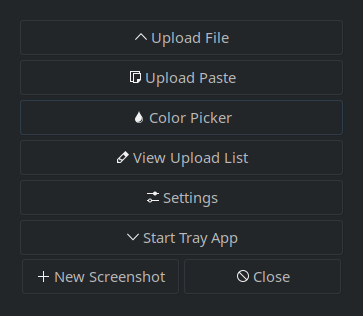 Upload File
Upload Paste
Color Picker
View Upload List
Settings
Start Tray App
New Screenshot Close